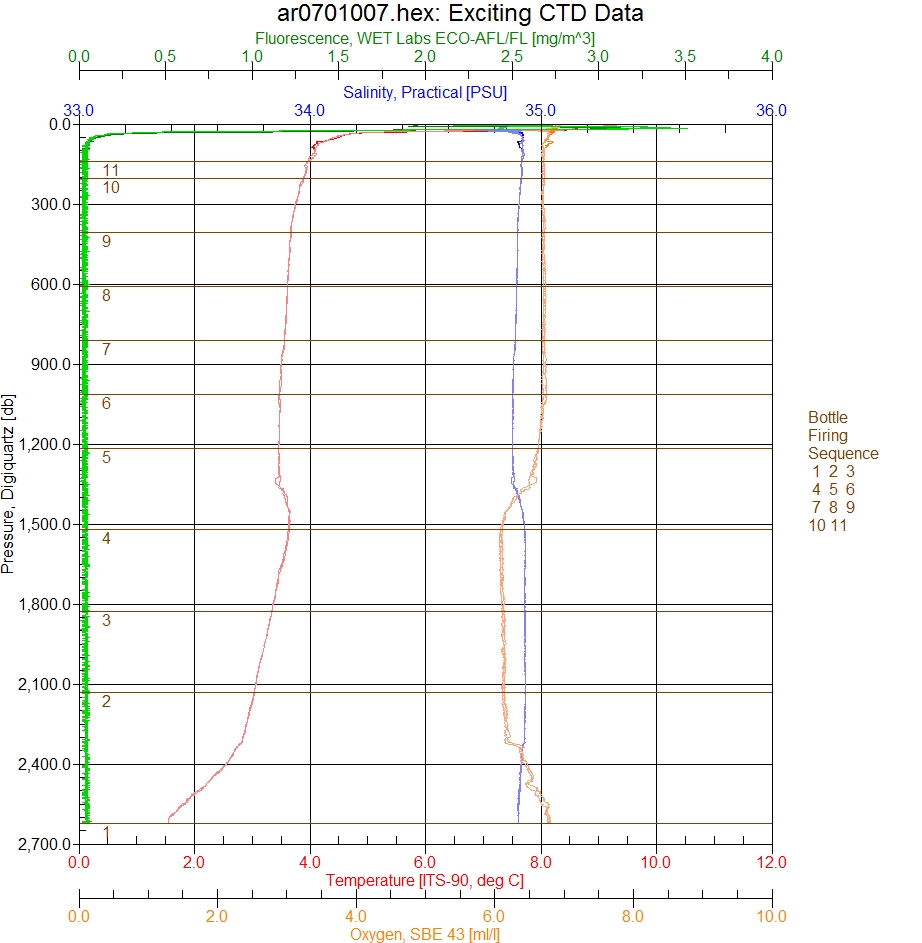 ar0701007.hex: Exciting CTD Data
Fluorescence, WET Labs ECO-AFL/FL [mg/m^3]
0.0 0.5 1.0 1.5 2.0 2.5 3.0 3.5 4.0
Salinity, Practical [PSU]
33.0 34.0 35.0 36.0
0.0
11
10
300.0
9
600.0
8
7
900.0
6
1,200.0
5
1,500.0
4
1,800.0
3
2,100.0
2
2,400.0
1
2,700.0
Pressure, Digiquartz [db]
Bottle
Firing
Sequence
1 2 3
4 5 6
7 8 9
10 11
0.0 2.0 4.0 6.0 8.0 10.0 12.0
Temperature [ITS-90, deg C]
0.0 2.0 4.0 6.0 8.0 10.0
Oxygen, SBE 43 [ml/l]